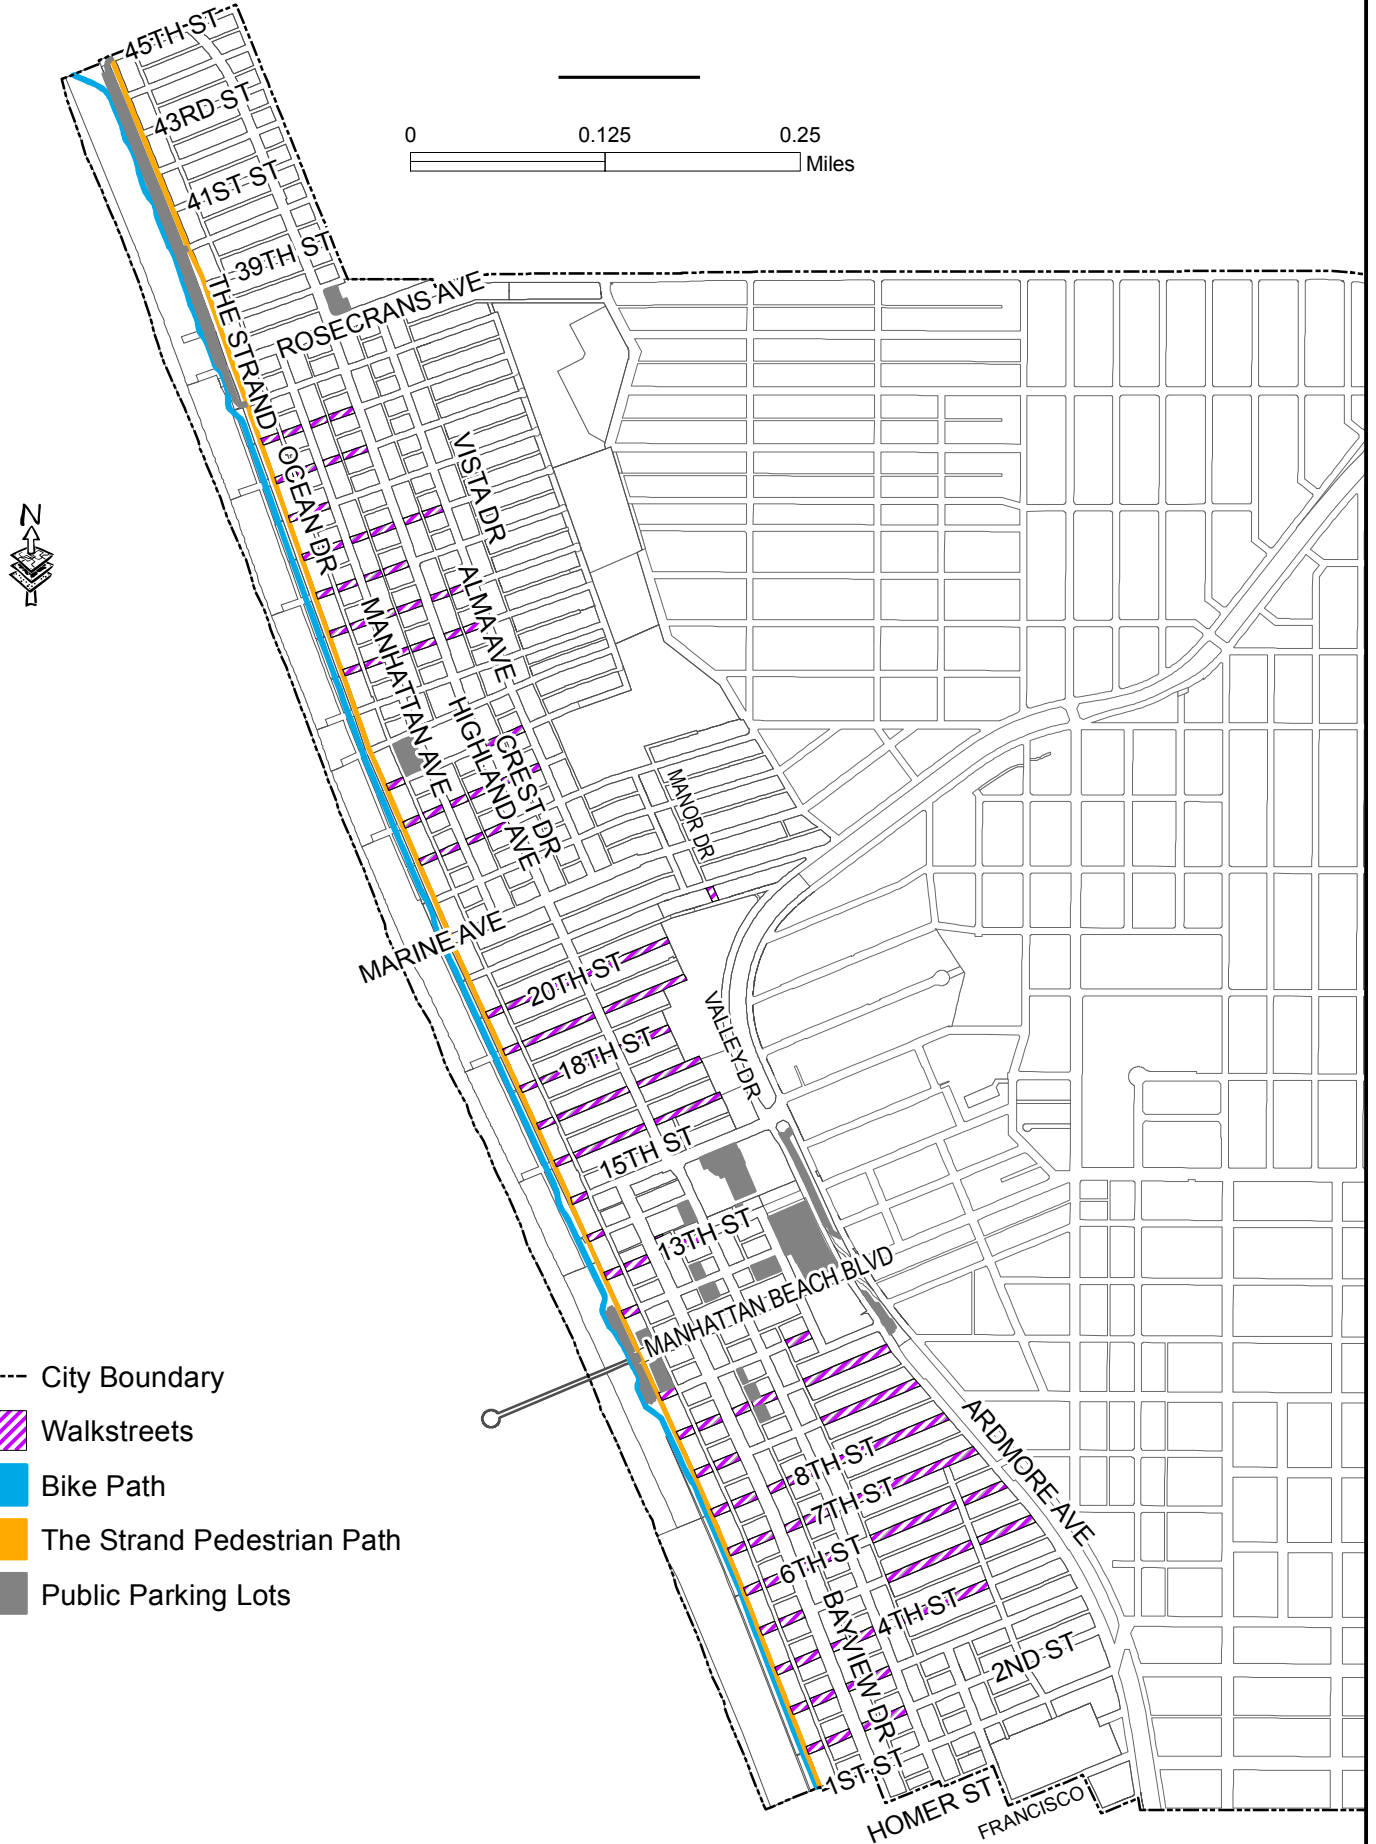 45TH ST
43RD ST
0 0.125 0.25
Miles
41ST ST
39TH ST
ROSECRANS AVE
THE STRAND
OCEAN DR
VISTA DR
N
ALMA AVE
MANHATTAN AVE
HIGHLAND AVE
CREST DR
MANOR DR
MARINE AVE
20TH ST
VALLEY DR
18TH ST
15TH ST
13TH ST
MANHATTAN BEACH BLVD
City Boundary
Walkstreets
Bike Path
The Strand Pedestrian Path
Public Parking Lots
ARDMORE AVE
8TH ST
7TH ST
6TH ST
4TH ST
BAYVIEW DR
2ND ST
1ST ST
HOMER ST
FRANCISCO